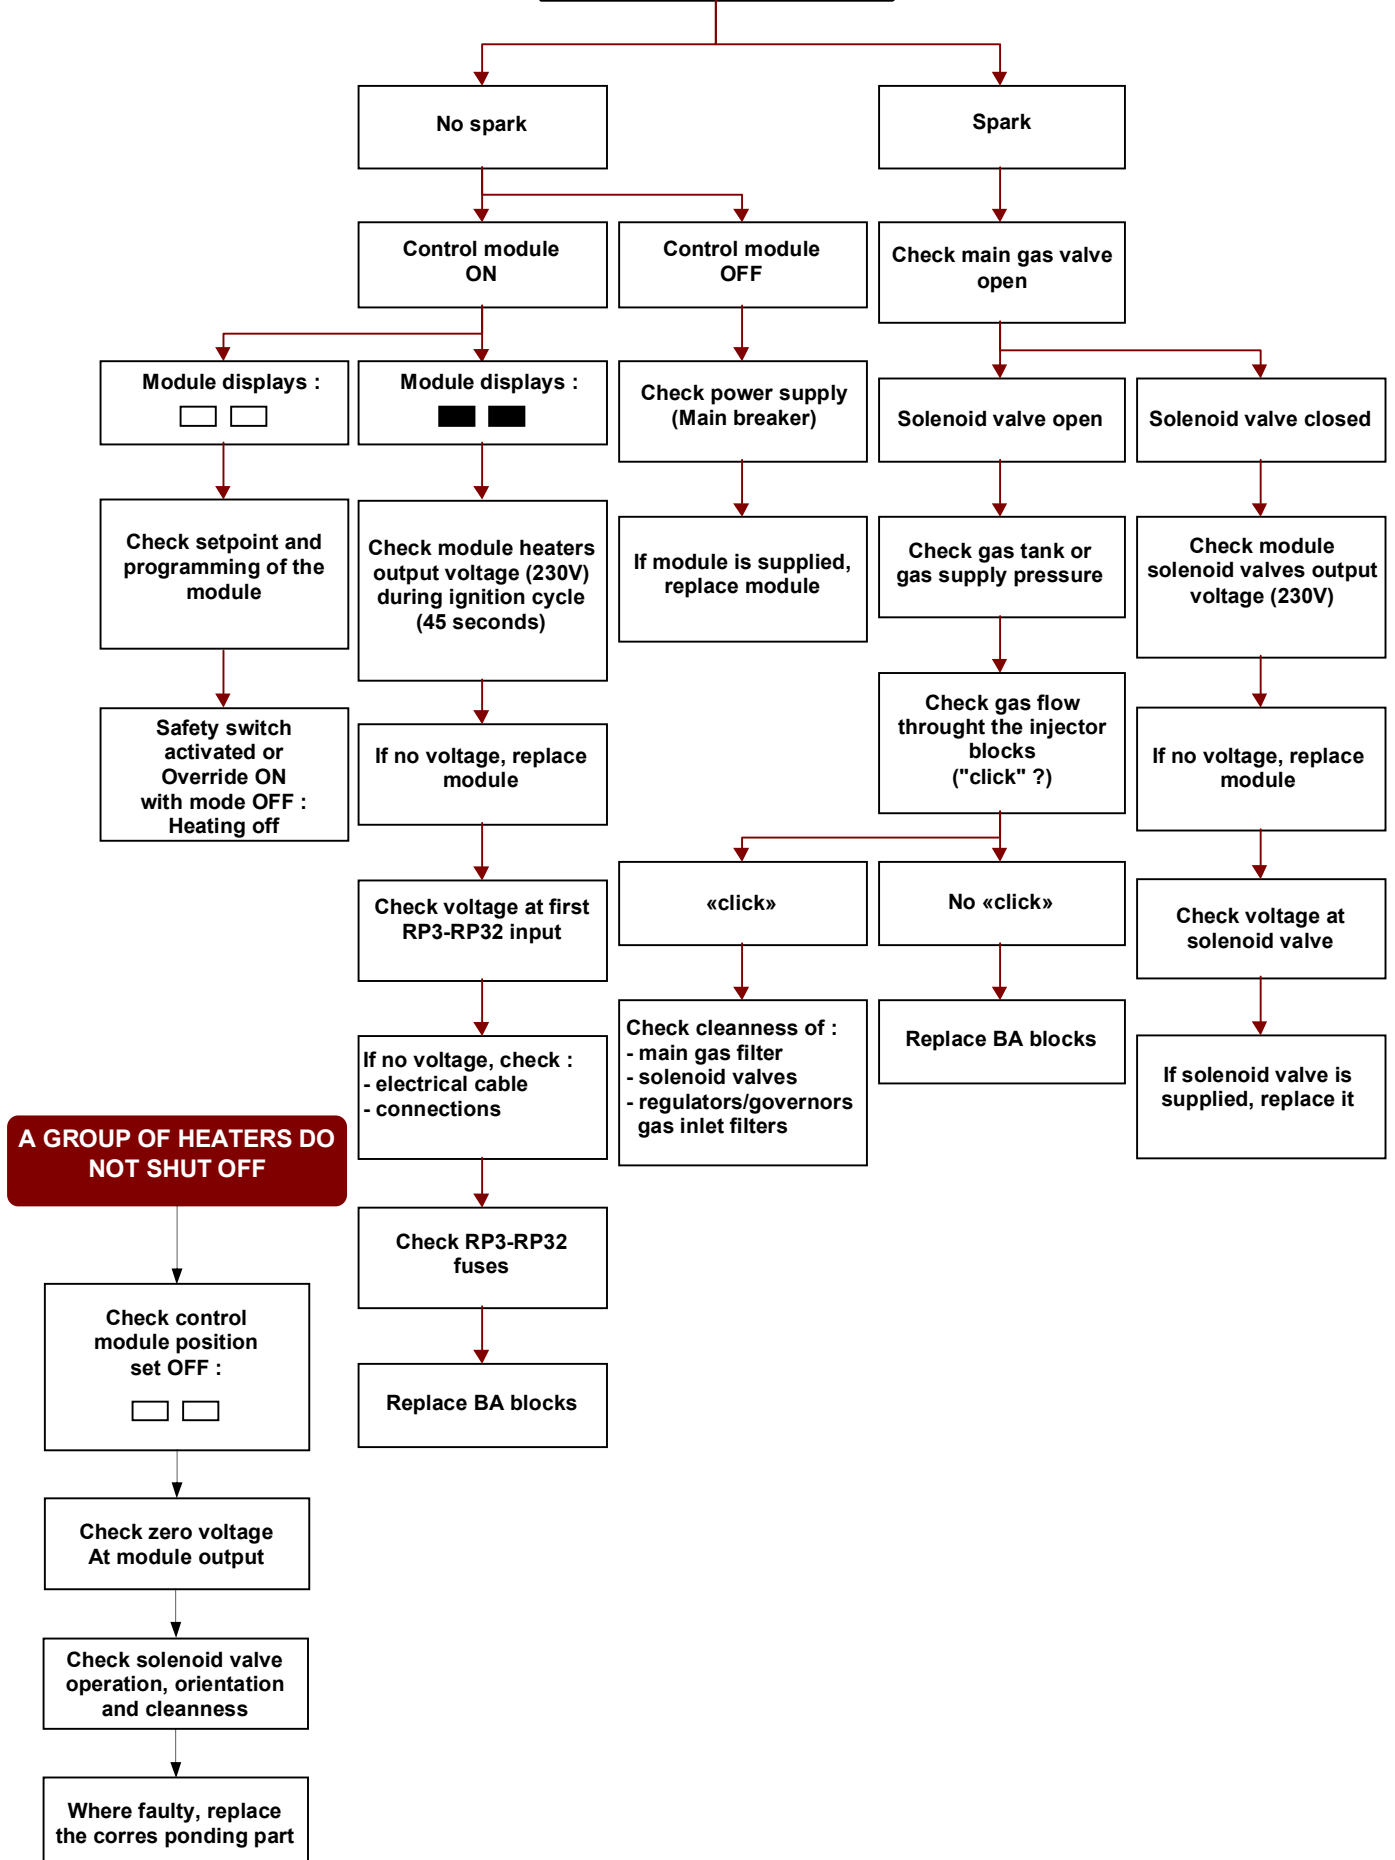 No spark
Spark
Control module
ON
Control module
OFF
Check main gas valve
open
Module displays :
Module displays :
Check power supply
(Main breaker)
Solenoid valve open
Solenoid valve closed
Check setpoint and
programming of the
module
Check module heaters
output voltage (230V)
during ignition cycle
(45 seconds)
If module is supplied,
replace module
Check gas tank or
gas supply pressure
Check module
solenoid valves output
voltage (230V)
Safety switch
activated or
Override ON
with mode OFF :
Heating off
If no voltage, replace
module
Check gas flow
throught the injector
blocks
("click" ?)
If no voltage, replace
module
Check voltage at first
RP3-RP32 input
«click»
No «click»
Check voltage at
solenoid valve
If no voltage, check :
- electrical cable
- connections
Check cleanness of :
- main gas filter
- solenoid valves
- regulators/governors
gas inlet filters
Replace BA blocks
If solenoid valve is
supplied, replace it
Check RP3-RP32
fuses
Replace BA blocks
A GROUP OF HEATERS DO
NOT SHUT OFF
Check control
module position
set OFF :
Check zero voltage
At module output
Check solenoid valve
operation, orientation
and cleanness
Where faulty, replace
the corres ponding part